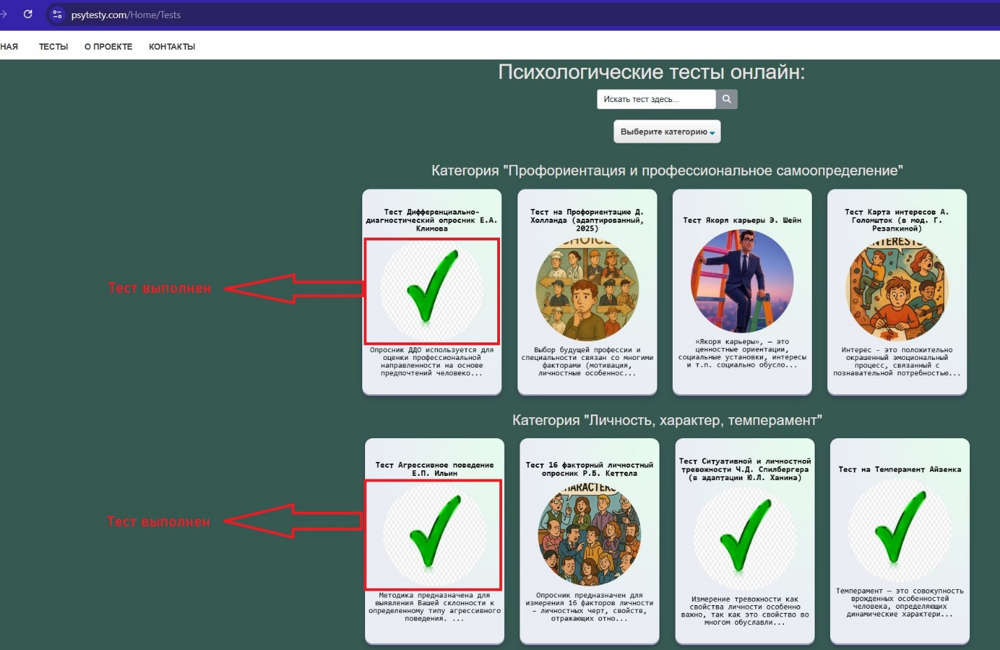 psytesty.com/Home/Tests
НАЯ ТЕСТЫ О ПРОЕКТЕ КОНТАКТЫ
Психологические тесты онлайн:
Искать тест здесь...
Выберите категорию
Категория "Профориентация и профессиональное самоопределение"
Тест Дифференциально-
диагностический опросник Е.А.
Климова
Опросник ДДО используется для
оценки профессиональной
направленности на основе
предпочтений человеко...
Тест на Профориентацию Д.
Холланда (адаптированный,
2025)
CHOICE
Выбор будущей профессии и
специальности связан со многими
факторами (мотивация,
личностные особеннос...
Тест Якоря карьеры Э. Шейн
«Якоря карьеры», – это
ценностные ориентации,
социальные установки, интересы
и т.п. социально обусло...
Тест Карта интересов А.
Голомшток (в мод. Г.
Резапкиной)
INTERESTS
Интерес - это положительно
окрашенный эмоциональный
процесс, связанный с
познавательной потребностью...
Тест выполнен
Категория "Личность, характер, темперамент"
Тест Агрессивное поведение
Е.П. Ильин
Методика предназначена для
выявления Вашей склонности к
определенному типу агрессивного
поведения. ...
Тест 16 факторный личностный
опросник Р.Б. Кеттела
CHARACTERS
Опросник предназначен для
измерения 16 факторов личности
– личностных черт, свойств,
отражающих отно...
Тест Ситуативной и личностной
тревожности Ч.Д. Спилбергера
(в адаптации Ю.Л. Ханина)
Измерение тревожности как
свойства личности особенно
важно, так как это свойство во
многом обуславли...
Тест на Темперамент Айзенка
Темперамент – это совокупность
врожденных особенностей
человека, определяющих
динамические характери...
Тест выполнен